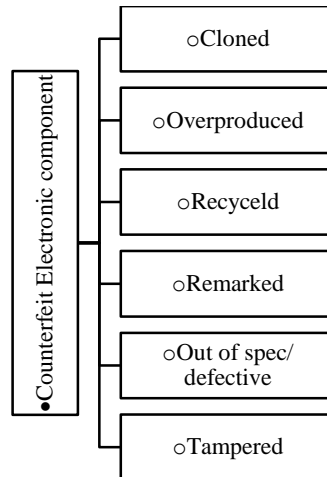 ●Counterfeit Electronic component
○Cloned
○Overproduced
○Recyceld
○Remarked
○Out of spec/
defective
○Tampered